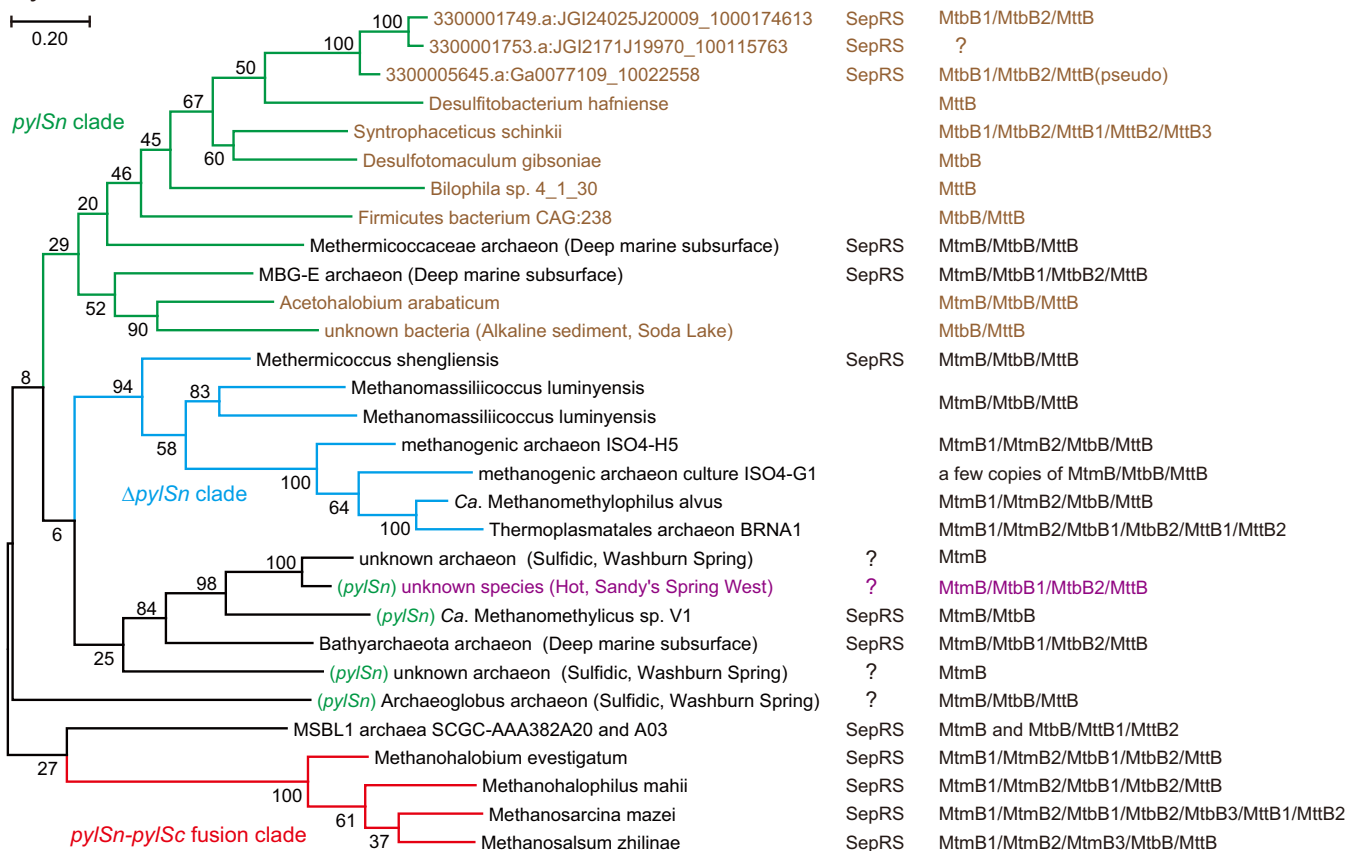 0.20
100 3300001749.a:JGI24025J20009_1000174613 SepRS MtbB1/MtbB2/MttB
100 3300001753.a:JGI2171J19970_100115763 SepRS ?
50 3300005645.a:Ga0077109_10022558 SepRS MtbB1/MtbB2/MttB(pseudo)
67 Desulfitobacterium hafniense MttB
pylSn clade
45 Syntrophaceticus schinkii MtbB1/MtbB2/MttB1/MttB2/MttB3
60 Desulfotomaculum gibsoniae MtbB
46 Bilophila sp. 4_1_30 MttB
20 Firmicutes bacterium CAG:238 MtbB/MttB
29 Methermicoccaceae archaeon (Deep marine subsurface) SepRS MtmB/MtbB/MttB
MBG-E archaeon (Deep marine subsurface) SepRS MtmB/MtbB1/MtbB2/MttB
52 Acetohalobium arabaticum MtmB/MtbB/MttB
90 unknown bacteria (Alkaline sediment, Soda Lake) MtbB/MttB
Methermicoccus shengliensis SepRS MtmB/MtbB/MttB
8 94 83 Methanomassiliicoccus luminyensis
MtmB/MtbB/MttB
Methanomassiliicoccus luminyensis
58 methanogenic archaeon ISO4-H5 MtmB1/MtmB2/MtbB/MttB
100 methanogenic archaeon culture ISO4-G1 a few copies of MtmB/MtbB/MttB
ΔpylSn clade
64 Ca. Methanomethylophilus alvus MtmB1/MtmB2/MtbB/MttB
6 100 Thermoplasmatales archaeon BRNA1 MtmB1/MtmB2/MtbB1/MtbB2/MttB1/MttB2
100 unknown archaeon (Sulfidic, Washburn Spring) ? MtmB
98 (pylSn) unknown species (Hot, Sandy's Spring West) ? MtmB/MtbB1/MtbB2/MttB
84 (pylSn) Ca. Methanomethylicus sp. V1 SepRS MtmB/MtbB
Bathyarchaeota archaeon (Deep marine subsurface) SepRS MtmB/MtbB1/MtbB2/MttB
25 (pylSn) unknown archaeon (Sulfidic, Washburn Spring) ? MtmB
(pylSn) Archaeoglobus archaeon (Sulfidic, Washburn Spring) ? MtmB/MtbB/MttB
MSBL1 archaea SCGC-AAA382A20 and A03 SepRS MtmB and MtbB/MttB1/MttB2
27 Methanohalobium evestigatum SepRS MtmB1/MtmB2/MtbB1/MtbB2/MttB
100 Methanohalophilus mahii SepRS MtmB1/MtmB2/MtbB1/MtbB2/MttB
61 Methanosarcina mazei SepRS MtmB1/MtmB2/MtbB1/MtbB2/MtbB3/MttB1/MttB2
pylSn-pylSc fusion clade
37 Methanosalsum zhilinae SepRS MtmB1/MtmB2/MtmB3/MtbB/MttB